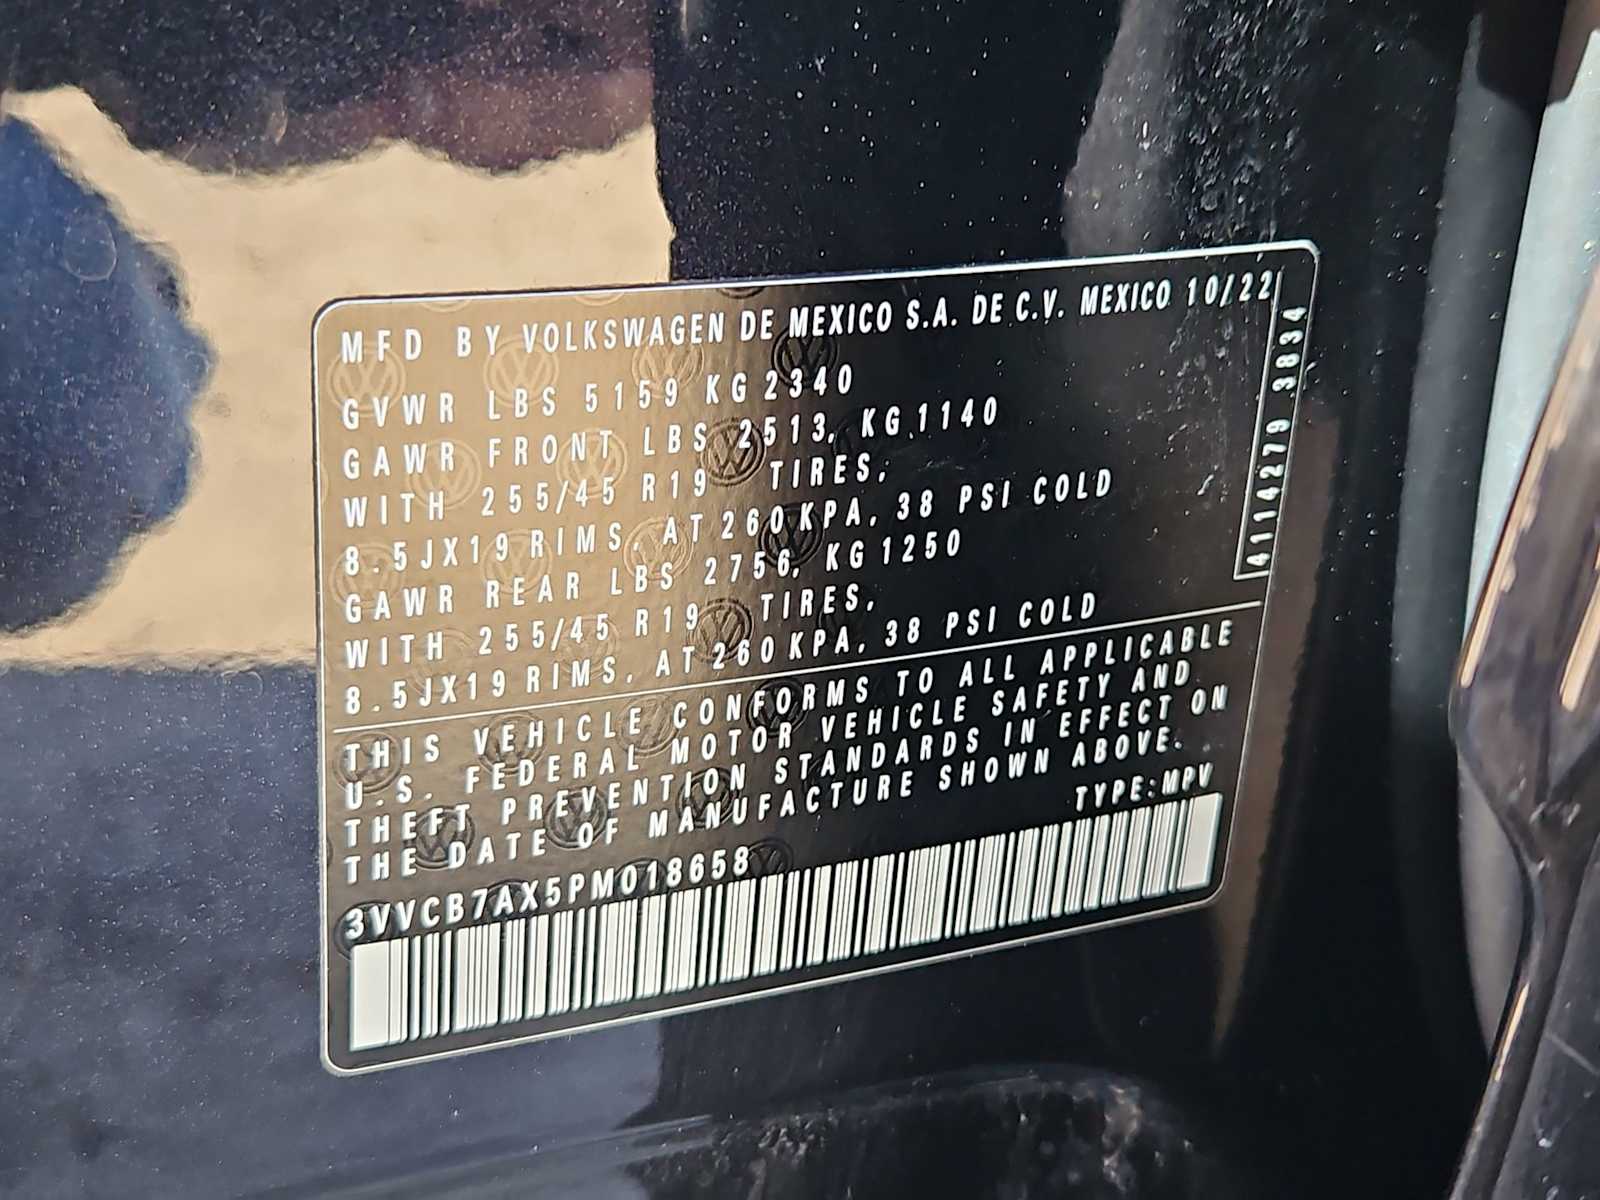 MFD BY VOLKSWAGEN DE MEXICO S.A. DE C.V. MEXICO 10/22
GVWR LBS 5159 KG 2340
GAWR FRONT LBS 2513, KG 1140
WITH 255/45 R19 TIRES,
8.5JX19 RIMS, AT 260 KPA, 38 PSI COLD
GAWR REAR LBS 2756, KG 1250
WITH 255/45 R19 TIRES,
8.5JX19 RIMS, AT 260 KPA, 38 PSI COLD
4114279 3834
THIS VEHICLE CONFORMS TO ALL APPLICABLE
U.S. FEDERAL MOTOR VEHICLE SAFETY AND
THEFT PREVENTION STANDARDS IN EFFECT ON
THE DATE OF MANUFACTURE SHOWN ABOVE.
TYPE:MPV
3VVCB7AX5PM018658